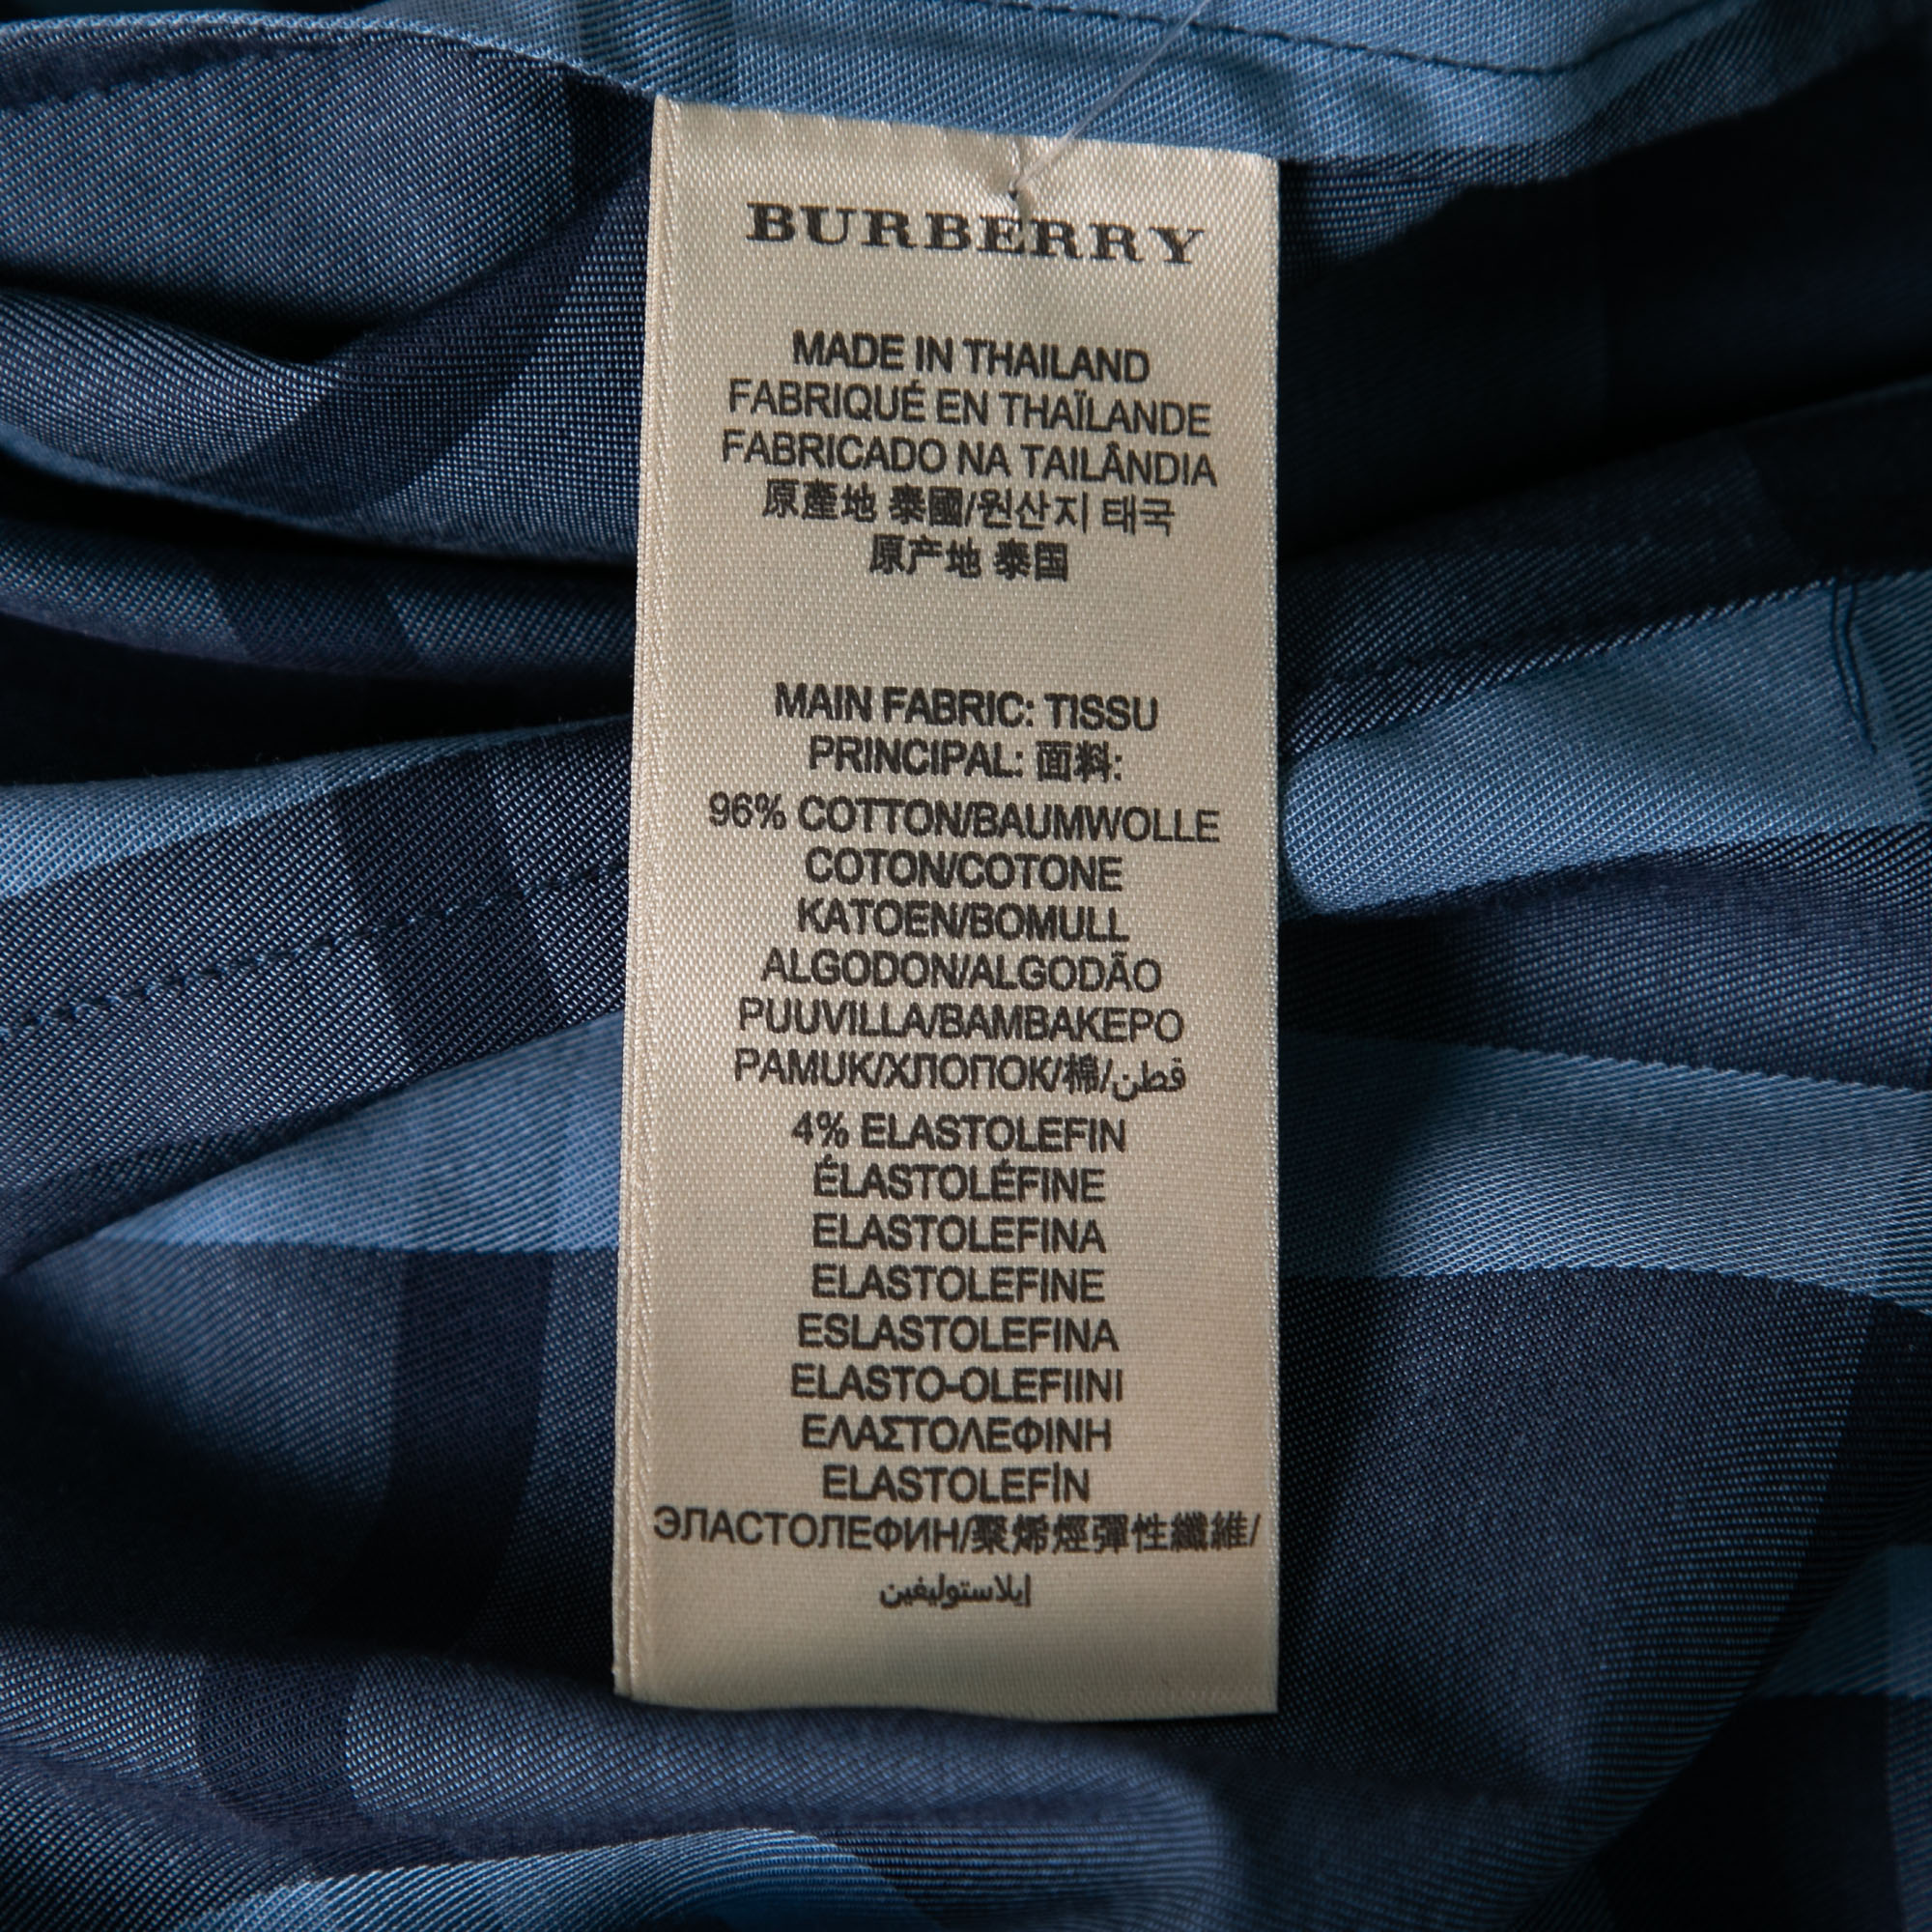 BURBERRY
MADE IN THAILAND
FABRIQUÉ EN THAÏLANDE
FABRICADO NA TAILÂNDIA
原產地 泰國/원산지 태국
原产地 泰国
MAIN FABRIC: TISSU
PRINCIPAL: 面料:
96% COTTON/BAUMWOLLE
COTON/COTONE
KATOEN/BOMULL
ALGODON/ALGODÃO
PUUVILLA/BAMBAKEPO
PAMUK/ХЛОПОК/棉/قطن
4% ELASTOLEFIN
ÉLASTOLÉFINE
ELASTOLEFINA
ELASTOLEFINE
ESLASTOLEFINA
ELASTO-OLEFIINI
ΕΛΑΣΤΟΛΕΦΙΝΗ
ELASTOLEFİN
ЭЛАСТОЛЕФИН/聚烯烴彈性纖維/
إيلاستوليفين